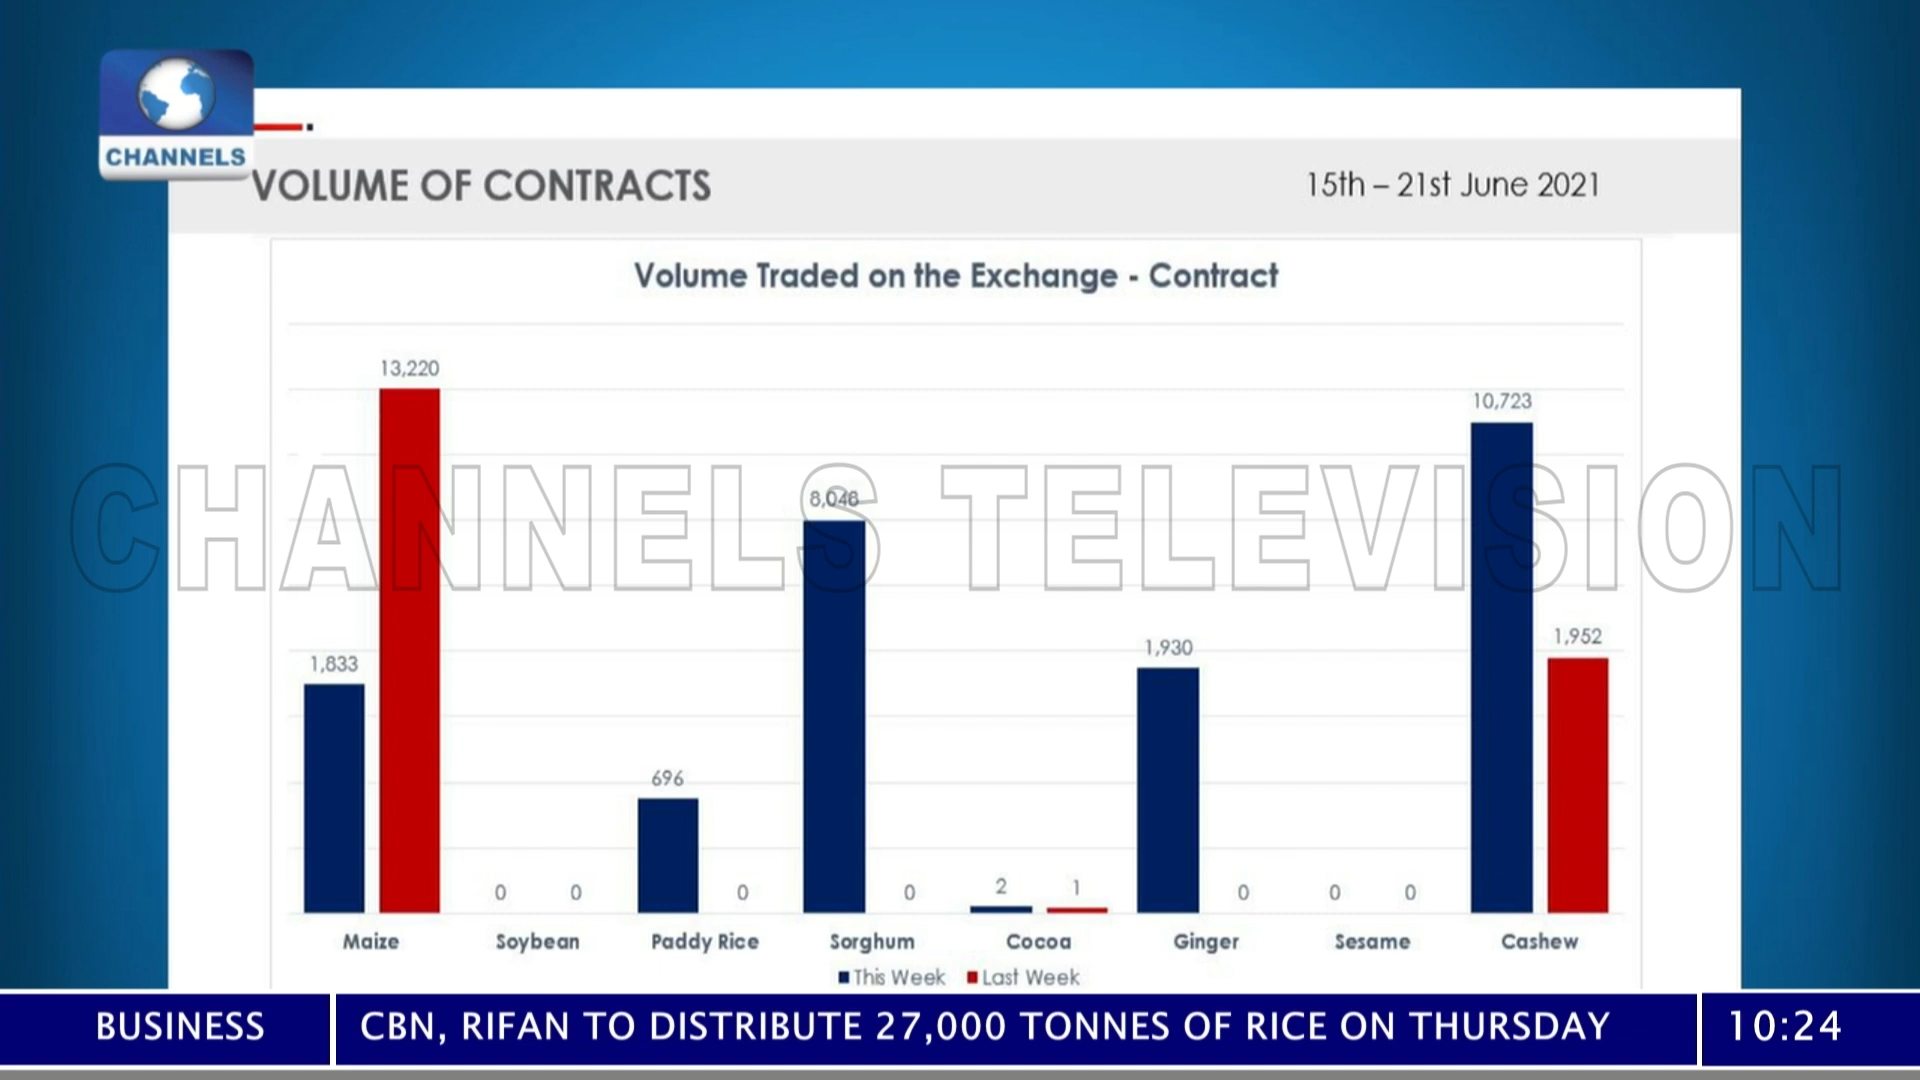 CHANNELS
VOLUME OF CONTRACTS
15th – 21st June 2021
Volume Traded on the Exchange - Contract
13,220
10,723
8,046
1,952
1,930
1,833
696
0 0 0 0 2 1 0 0 0
Maize Soybean Paddy Rice Sorghum Cocoa Ginger Sesame Cashew
This Week Last Week
CHANNELS TELEVISION
BUSINESS
CBN, RIFAN TO DISTRIBUTE 27,000 TONNES OF RICE ON THURSDAY
10:24